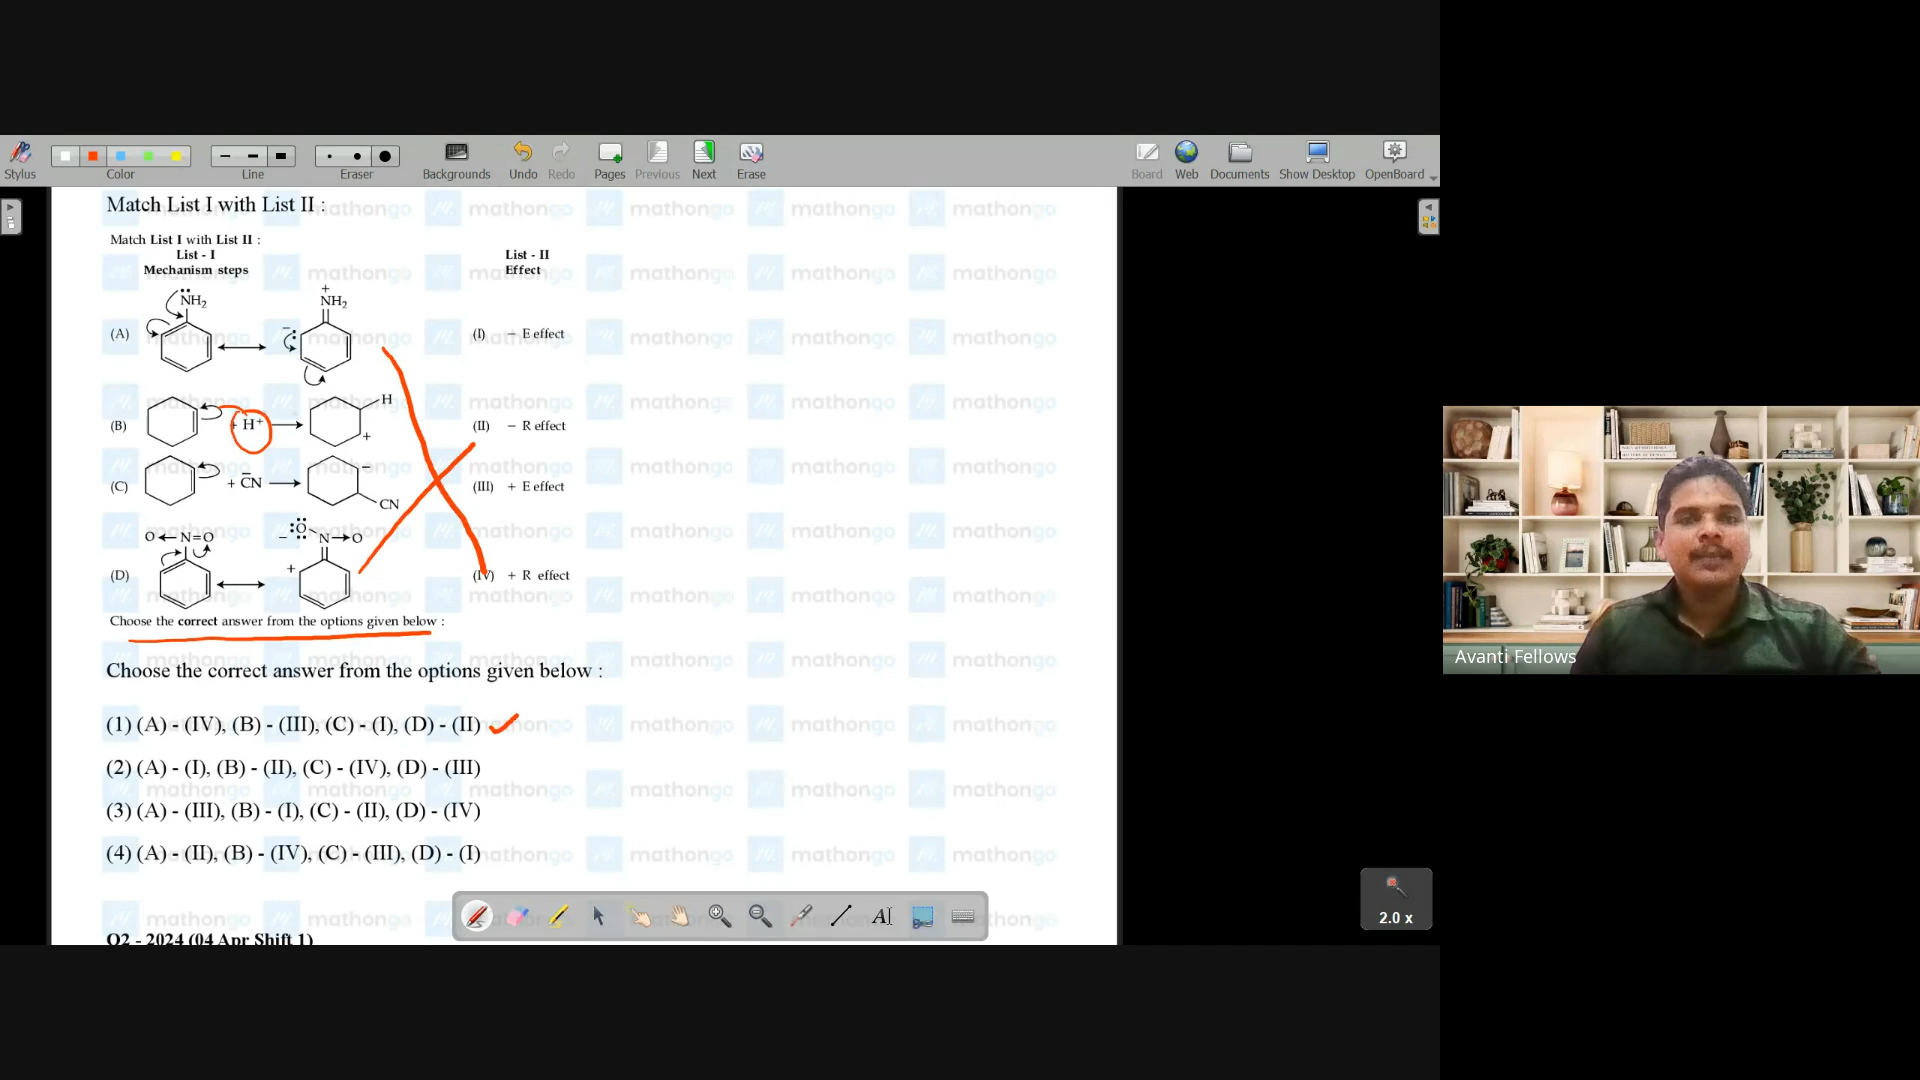 Stylus
Color
Line
Eraser
Backgrounds
Undo
Redo
Pages
Previous
Next
Erase
Board
Web
Documents
Show Desktop
OpenBoard
Match List I with List II :
Match List I with List II :
List - I
Mechanism steps
List - II
Effect
(A)
NH2
+
NH2
−
(I) − E effect
(B)
+ H+
H
+
(II) − R effect
(C)
+ C̄N
−
CN
(III) + E effect
(D)
O←N=O
− :O N→O
+
(IV) + R effect
Choose the correct answer from the options given below :
Choose the correct answer from the options given below :
(1) (A) - (IV), (B) - (III), (C) - (I), (D) - (II)
(2) (A) - (I), (B) - (II), (C) - (IV), (D) - (III)
(3) (A) - (III), (B) - (I), (C) - (II), (D) - (IV)
(4) (A) - (II), (B) - (IV), (C) - (III), (D) - (I)
Q2 - 2024 (04 Apr Shift 1)
mathongo
2.0 x
Avanti Fellows